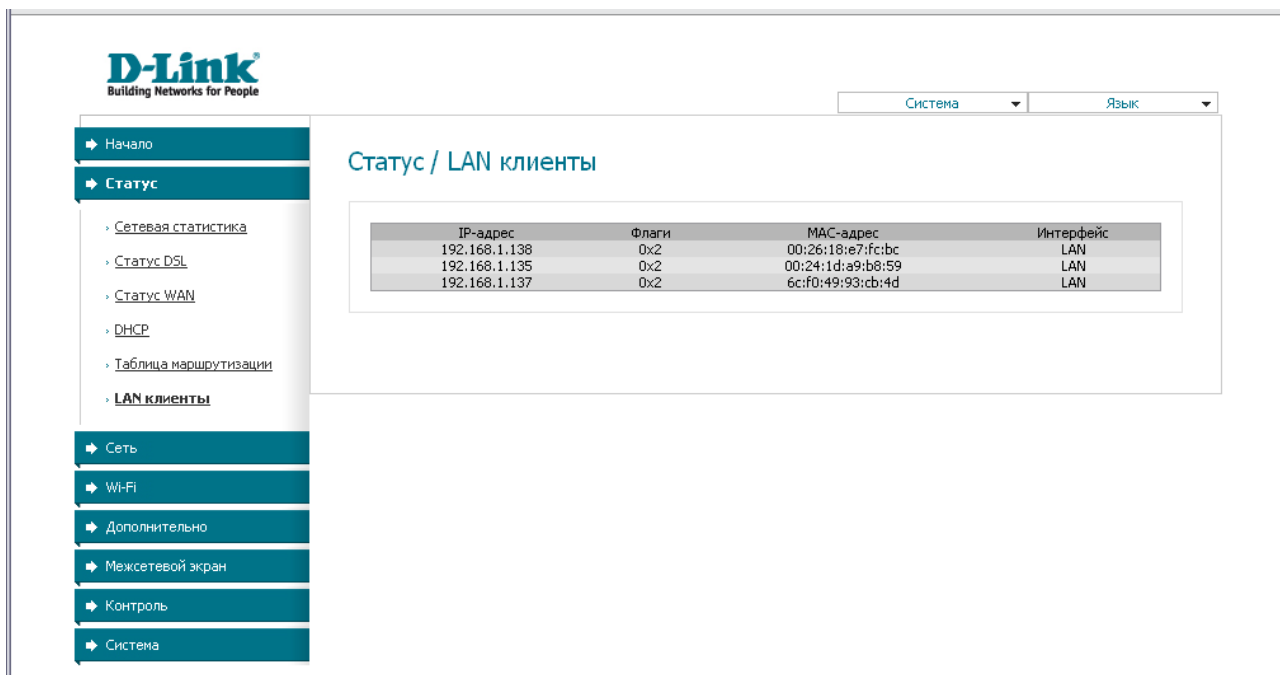 D-Link
Building Networks for People
Система
Язык
Начало
Статус
Сетевая статистика
Статус DSL
Статус WAN
DHCP
Таблица маршрутизации
LAN клиенты
Сеть
Wi-Fi
Дополнительно
Межсетевой экран
Контроль
Система
Статус / LAN клиенты
IP-адрес Флаги MAC-адрес Интерфейс
192.168.1.138 0x2 00:26:18:e7:fc:bc LAN
192.168.1.135 0x2 00:24:1d:a9:b8:59 LAN
192.168.1.137 0x2 6c:f0:49:93:cb:4d LAN